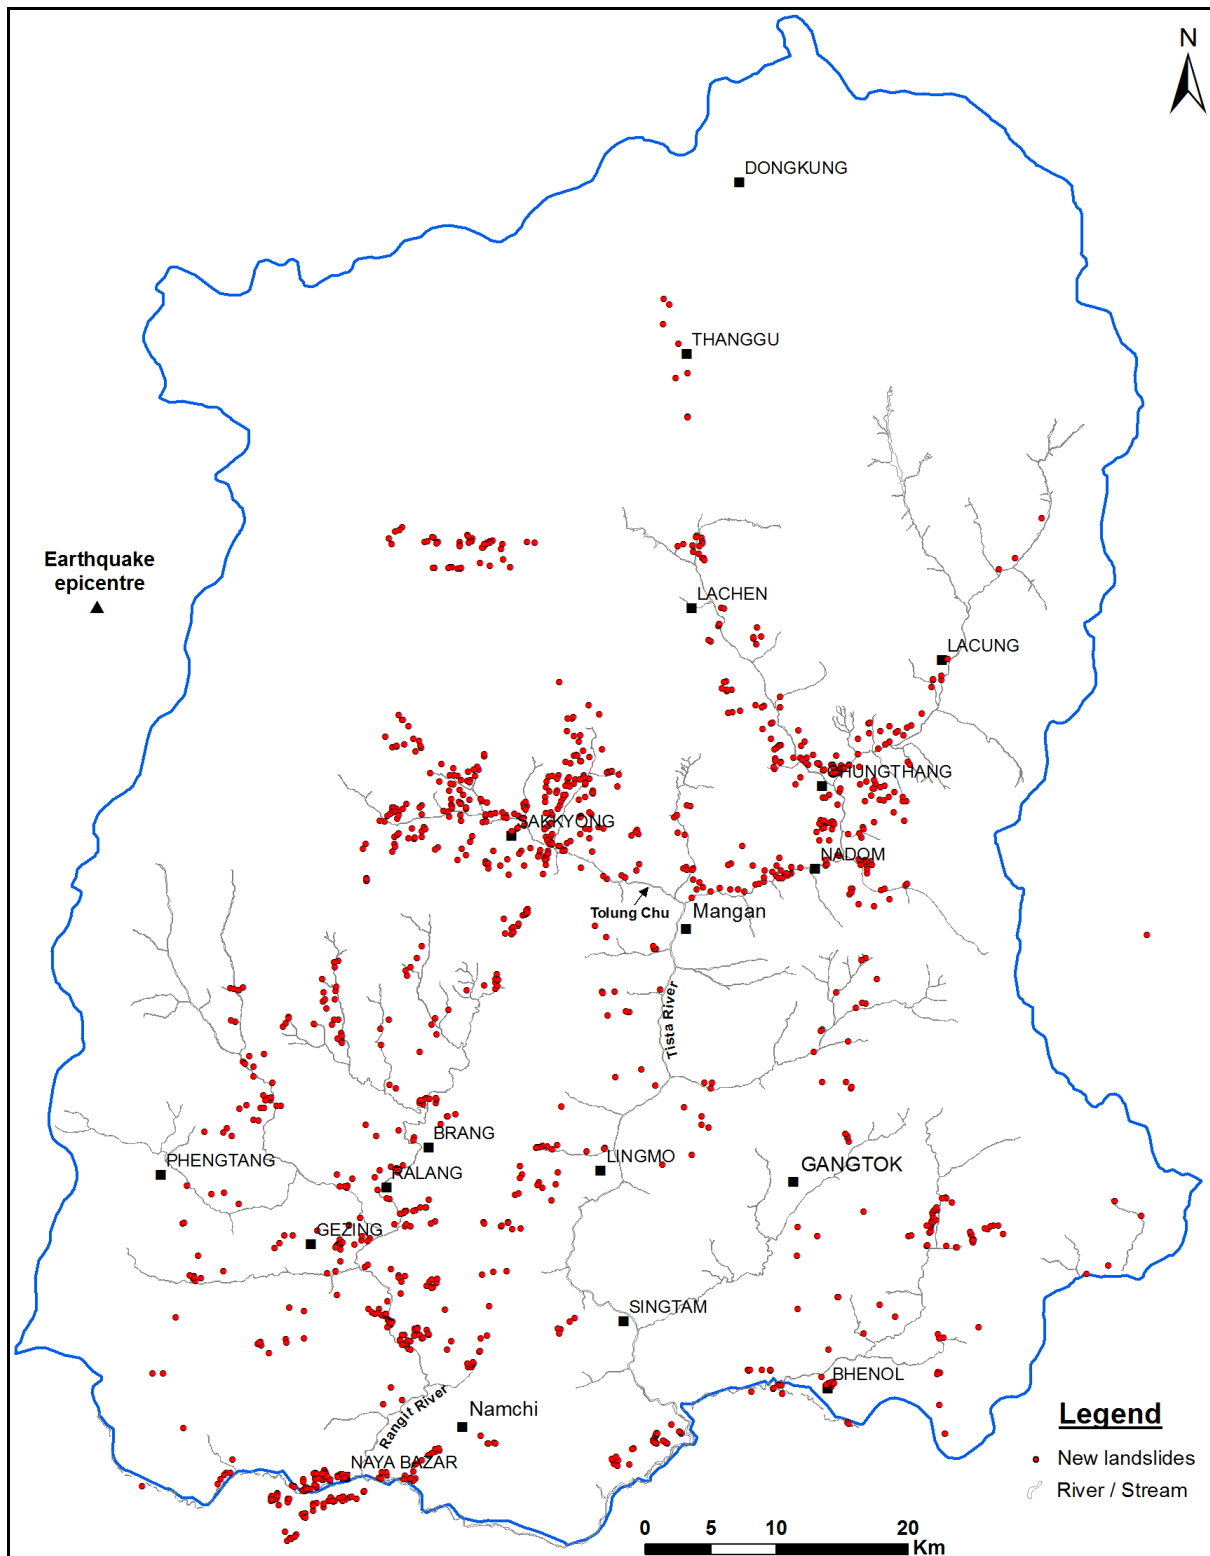 N
DONGKUNG
THANGGU
Earthquake
epicentre
LACHEN
LACUNG
CHUNGTHANG
SAKKYONG
NADOM
Tolung Chu
Mangan
Tista River
BRANG
PHENGTANG
RALANG
LINGMO
GANGTOK
GEZING
SINGTAM
BHENOL
Rangit River
Namchi
NAYA BAZAR
Legend
New landslides
River / Stream
0 5 10 20
Km